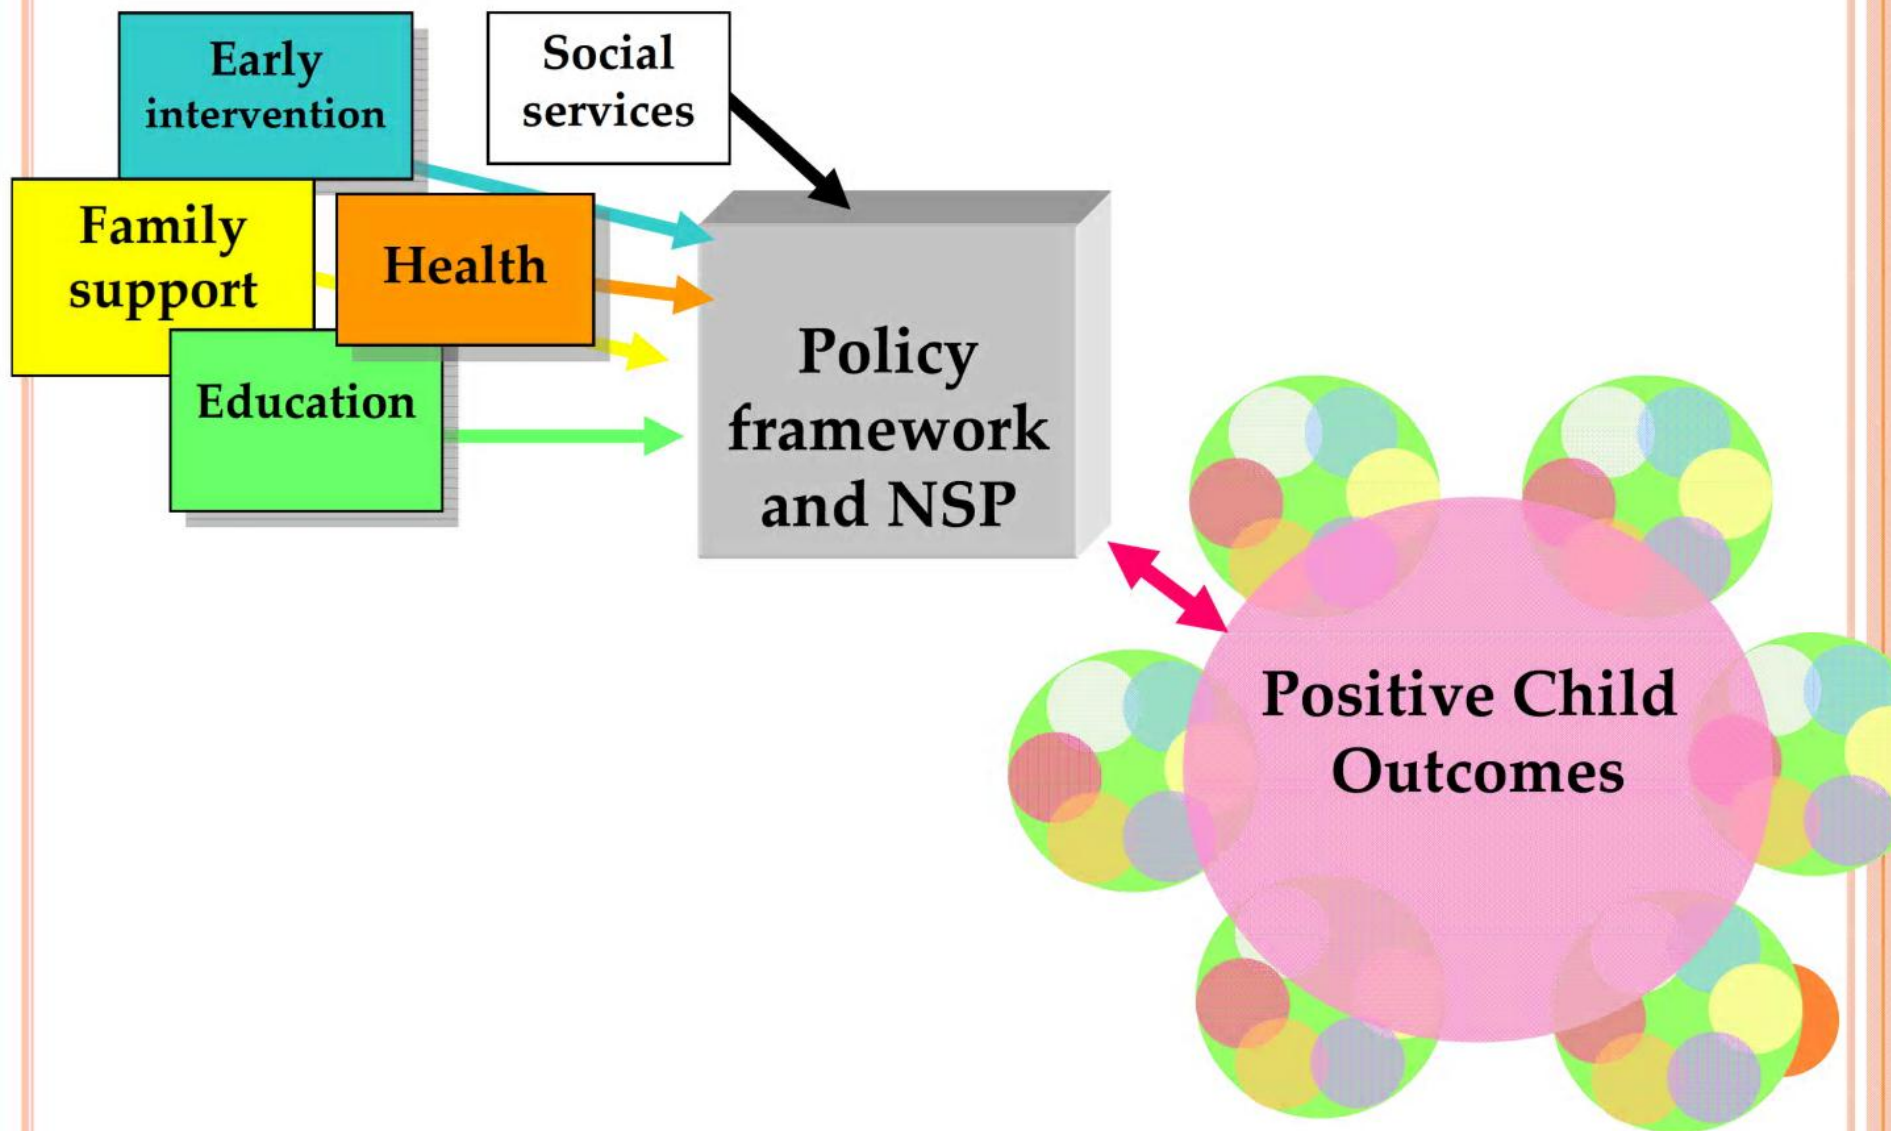 Early
intervention
Social
services
Family
support
Health
Education
Policy
framework
and NSP
Positive Child
Outcomes